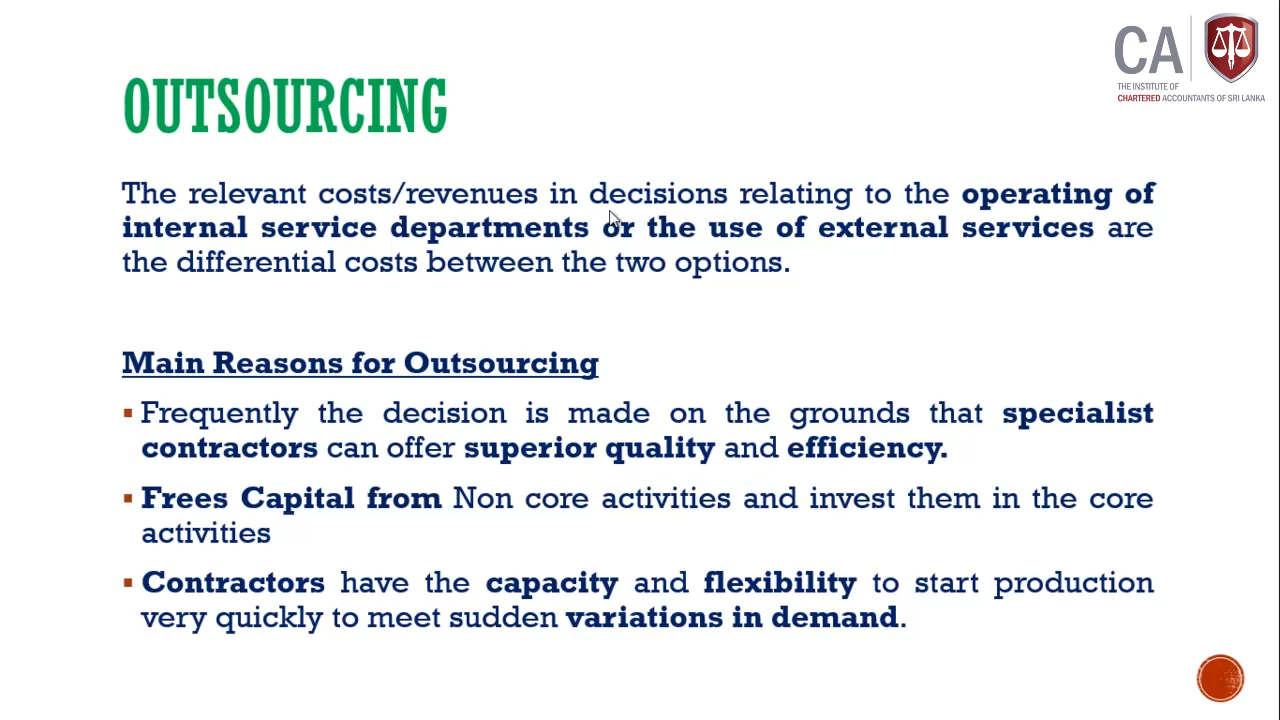 CA
THE INSTITUTE OF
CHARTERED ACCOUNTANTS OF SRI LANKA
OUTSOURCING
The relevant costs/revenues in decisions relating to the operating of
internal service departments or the use of external services are
the differential costs between the two options.
Main Reasons for Outsourcing
▪ Frequently the decision is made on the grounds that specialist
contractors can offer superior quality and efficiency.
▪ Frees Capital from Non core activities and invest them in the core
activities
▪ Contractors have the capacity and flexibility to start production
very quickly to meet sudden variations in demand.